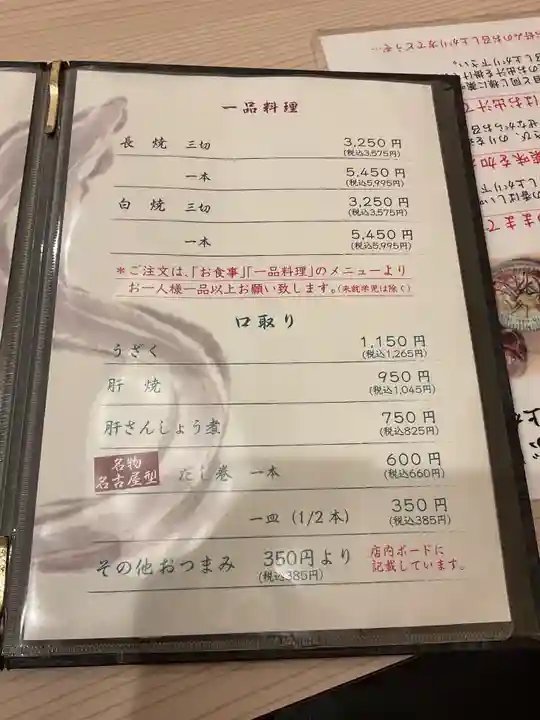 一品料理
長焼 三切 3,250円
(税込3,575円)
一本 5,450円
(税込5,995円)
白焼 三切 3,250円
(税込3,575円)
一本 5,450円
(税込5,995円)
＊ご注文は、「お食事」「一品料理」のメニューより
お一人様一品以上お願い致します。(未就学児は除く)
口取り
うざく 1,150円
(税込1,265円)
肝焼 950円
(税込1,045円)
肝さんしょう煮 750円
(税込825円)
名物
名古屋型 だし巻 一本 600円
(税込660円)
一皿 (1/2本) 350円
(税込385円)
その他おつまみ 350円より
(税込385円)
店内ボードに
記載しています。